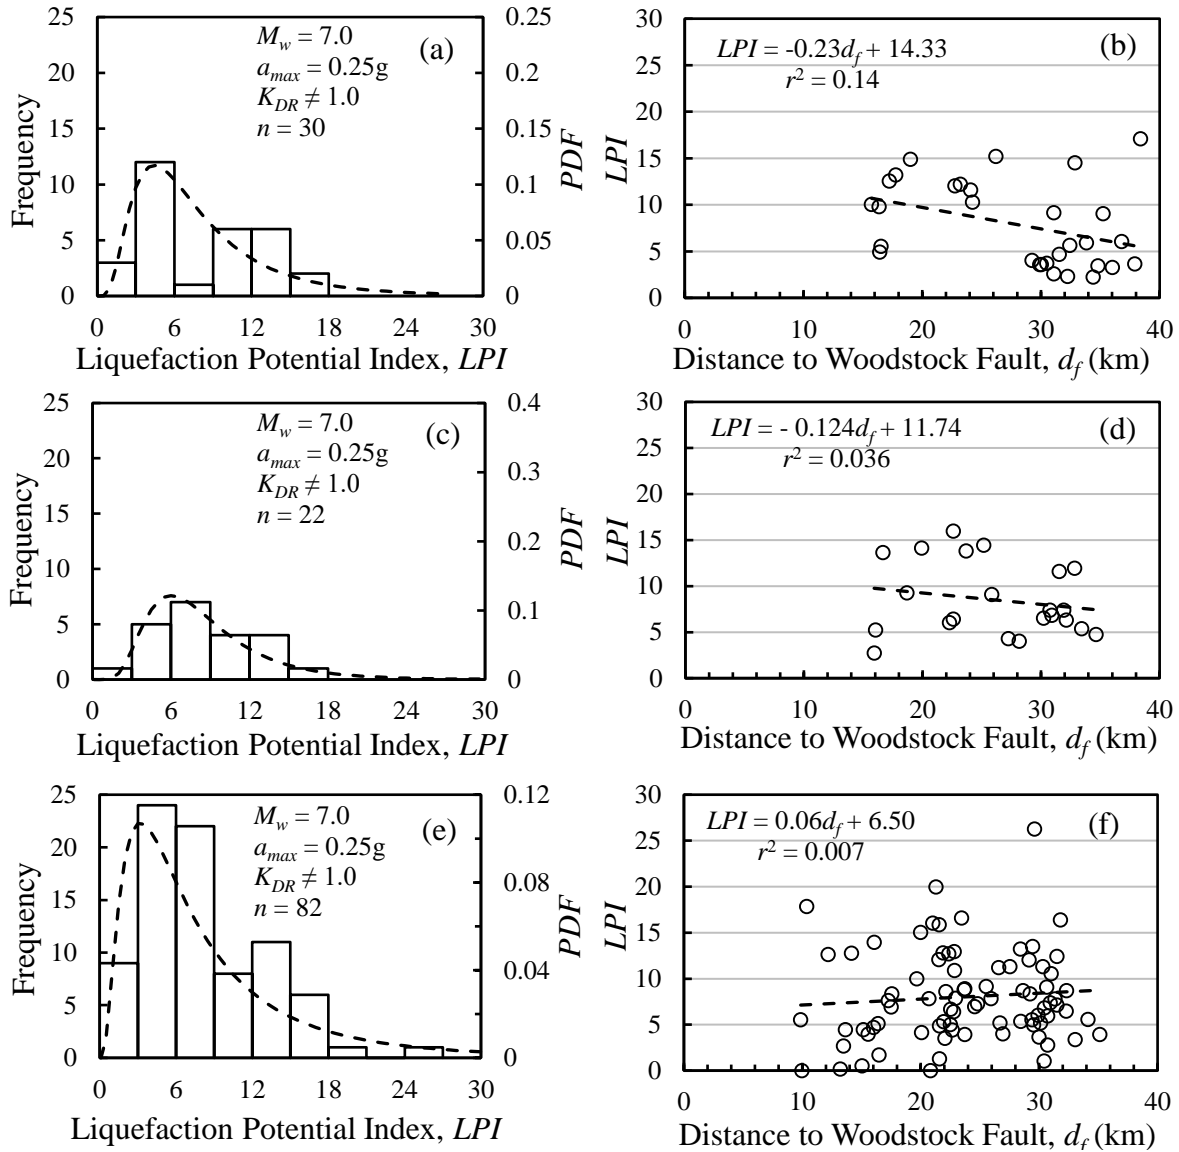 M_w = 7.0
a_max = 0.25g
K_DR ≠ 1.0
n = 30
(a)
Frequency
25
20
15
10
5
0
PDF
0.25
0.2
0.15
0.1
0.05
0
0 6 12 18 24 30
Liquefaction Potential Index, LPI
LPI = -0.23d_f + 14.33
r² = 0.14
(b)
LPI
30
25
20
15
10
5
0
0 10 20 30 40
Distance to Woodstock Fault, d_f (km)
M_w = 7.0
a_max = 0.25g
K_DR ≠ 1.0
n = 22
(c)
Frequency
25
20
15
10
5
0
PDF
0.4
0.3
0.2
0.1
0
0 6 12 18 24 30
Liquefaction Potential Index, LPI
LPI = - 0.124d_f + 11.74
r² = 0.036
(d)
LPI
30
25
20
15
10
5
0
0 10 20 30 40
Distance to Woodstock Fault, d_f (km)
M_w = 7.0
a_max = 0.25g
K_DR ≠ 1.0
n = 82
(e)
Frequency
25
20
15
10
5
0
PDF
0.12
0.08
0.04
0
0 6 12 18 24 30
Liquefaction Potential Index, LPI
LPI = 0.06d_f + 6.50
r² = 0.007
(f)
LPI
30
25
20
15
10
5
0
0 10 20 30 40
Distance to Woodstock Fault, d_f (km)